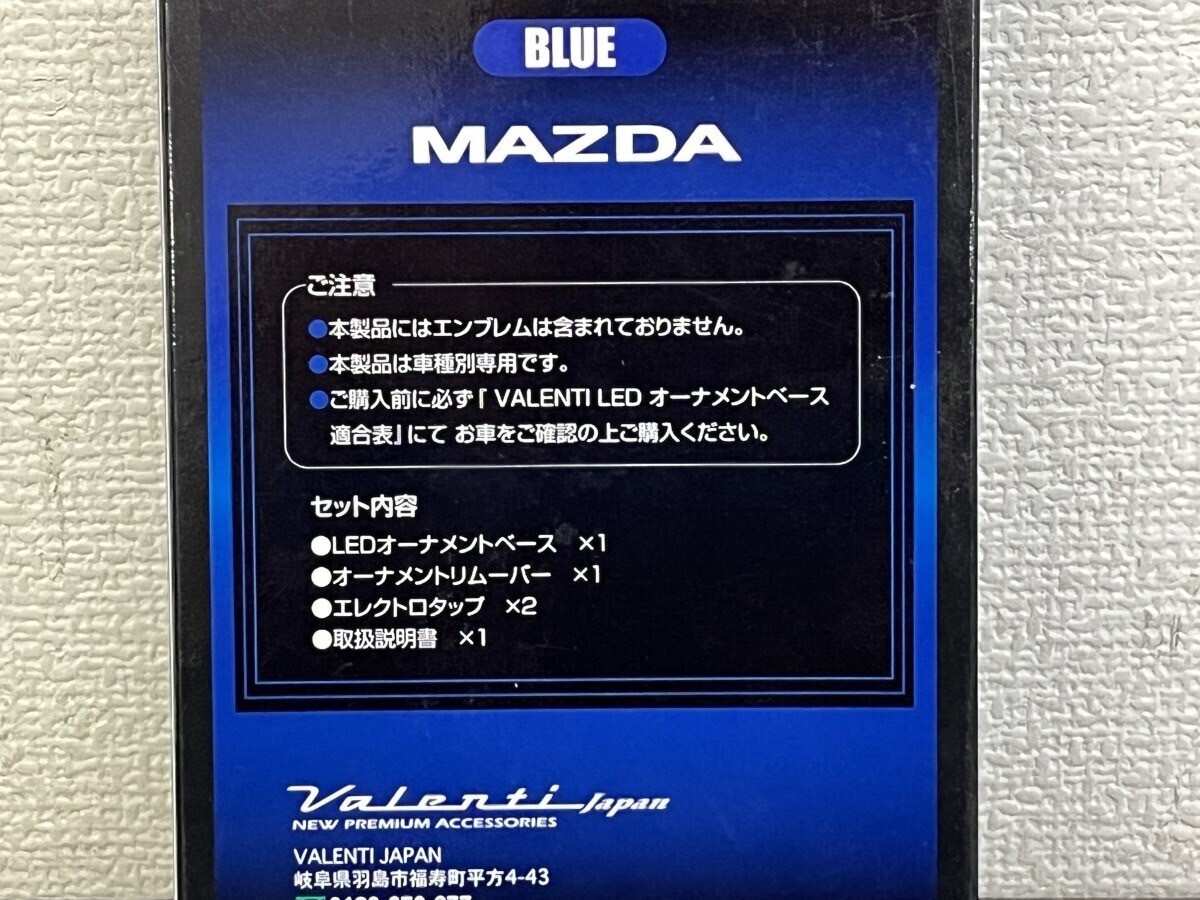 BLUE
MAZDA
ご注意
●本製品にはエンブレムは含まれておりません。
●本製品は車種別専用です。
●ご購入前に必ず「VALENTI LED オーナメントベース
適合表』にて お車をご確認の上ご購入ください。
セット内容
●LEDオーナメントベース ×1
●オーナメントリムーバー ×1
●エレクトロタップ ×2
●取扱説明書 ×1
Valenti Japan
NEW PREMIUM ACCESSORIES
VALENTI JAPAN
岐阜県羽島市福寿町平方4-43